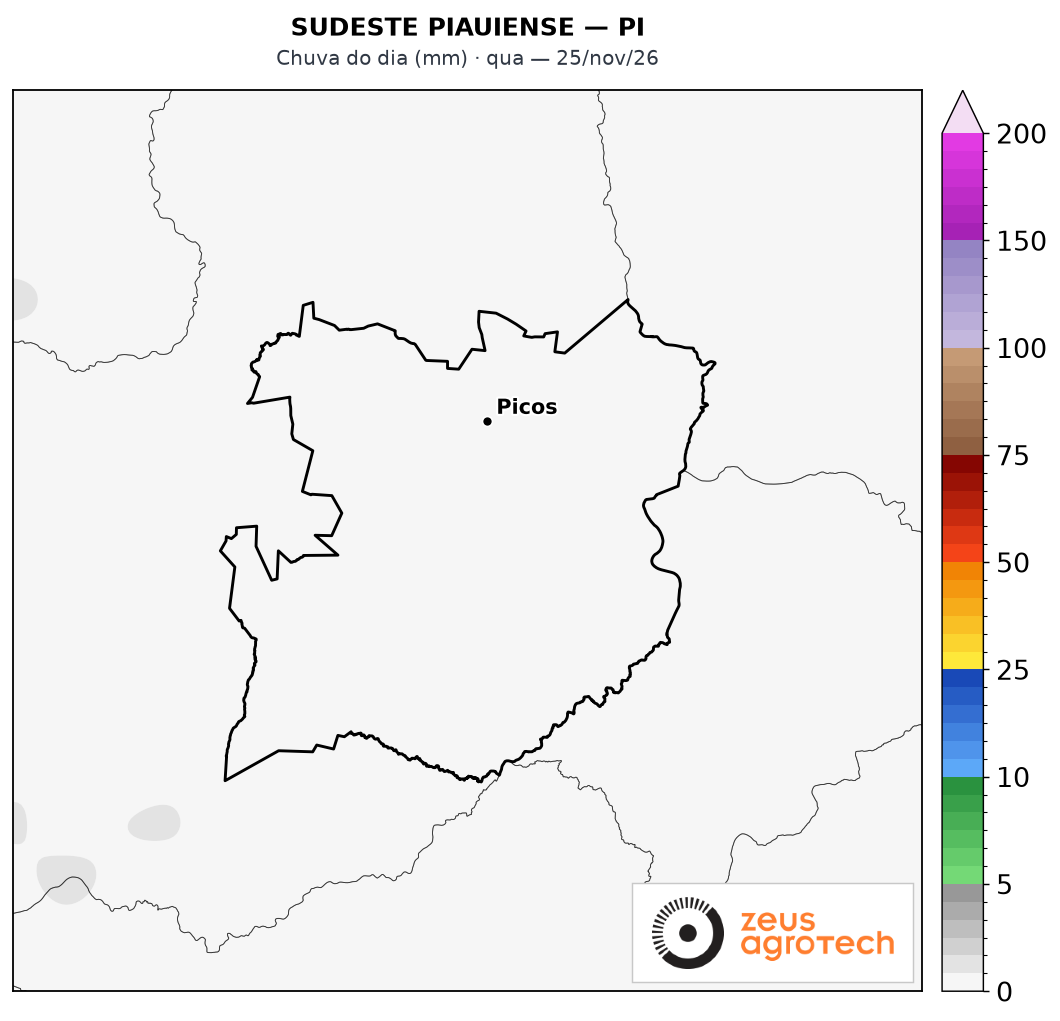 SUDESTE PIAUIENSE — PI
Chuva do dia (mm) · qua — 25/nov/26
200
150
100
75
50
25
10
5
0
Picos
zeus
agrotech